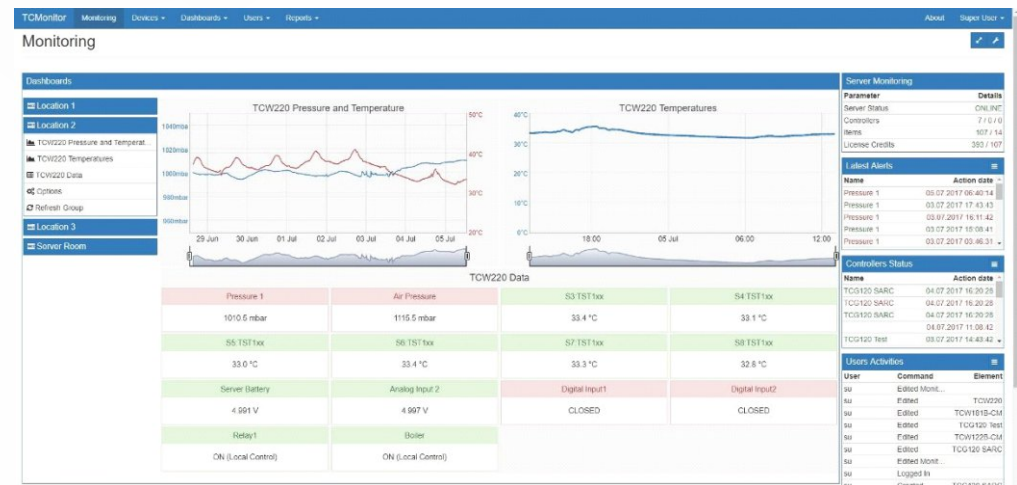 TCMonitor Monitoring Devices Dashboards Users Reports About Super User
Monitoring
Dashboards
Location 1
Location 2
TCW220 Pressure and Temperat...
TCW220 Temperatures
TCW220 Data
Options
Refresh Group
Location 3
Server Room
TCW220 Pressure and Temperature
1040mba
1020mba
1000mba
980mbar
960mbar
50°C
40°C
30°C
20°C
29 Jun 30 Jun 01 Jul 02 Jul 03 Jul 04 Jul 05 Jul
TCW220 Temperatures
40°C
30°C
20°C
10°C
0°C
18:00 05 Jul 06:00 12:00
TCW220 Data
Pressure 1 Air Pressure S3:TST1xx S4:TST1xx
1010.5 mbar 1115.5 mbar 33.4 °C 33.1 °C
S5:TST1xx S6:TST1xx S7:TST1xx S8:TST1xx
33.0 °C 33.4 °C 33.3 °C 32.8 °C
Server Battery Analog Input 2 Digital Input1 Digital Input2
4.991 V 4.997 V CLOSED CLOSED
Relay1 Boiler
ON (Local Control) ON (Local Control)
Server Monitoring
Parameter Details
Server Status ONLINE
Controllers 7 / 0 / 0
Items 107 / 14
License Credits 393 / 107
Latest Alerts
Name Action date
Pressure 1 05.07.2017 06:40:14
Pressure 1 03.07.2017 17:43:43
Pressure 1 03.07.2017 16:11:42
Pressure 1 03.07.2017 15:08:41
Pressure 1 03.07.2017 03:46:31
Controllers Status
Name Action date
TCG120 SARC 04.07.2017 16:20:28
TCG120 SARC 04.07.2017 16:20:28
TCG120 SARC 04.07.2017 16:20:28
04.07.2017 11:08:42
TCG120 Test 03.07.2017 14:43:42
Users Activities
User Command Element
su Edited Monit...
su Edited TCW220
su Edited TCW181B-CM
su Edited TCG120 Test
su Edited TCW122B-CM
su Edited TCG120 SARC
su Edited Monit...
su Logged In
su Created TCG120 SARC